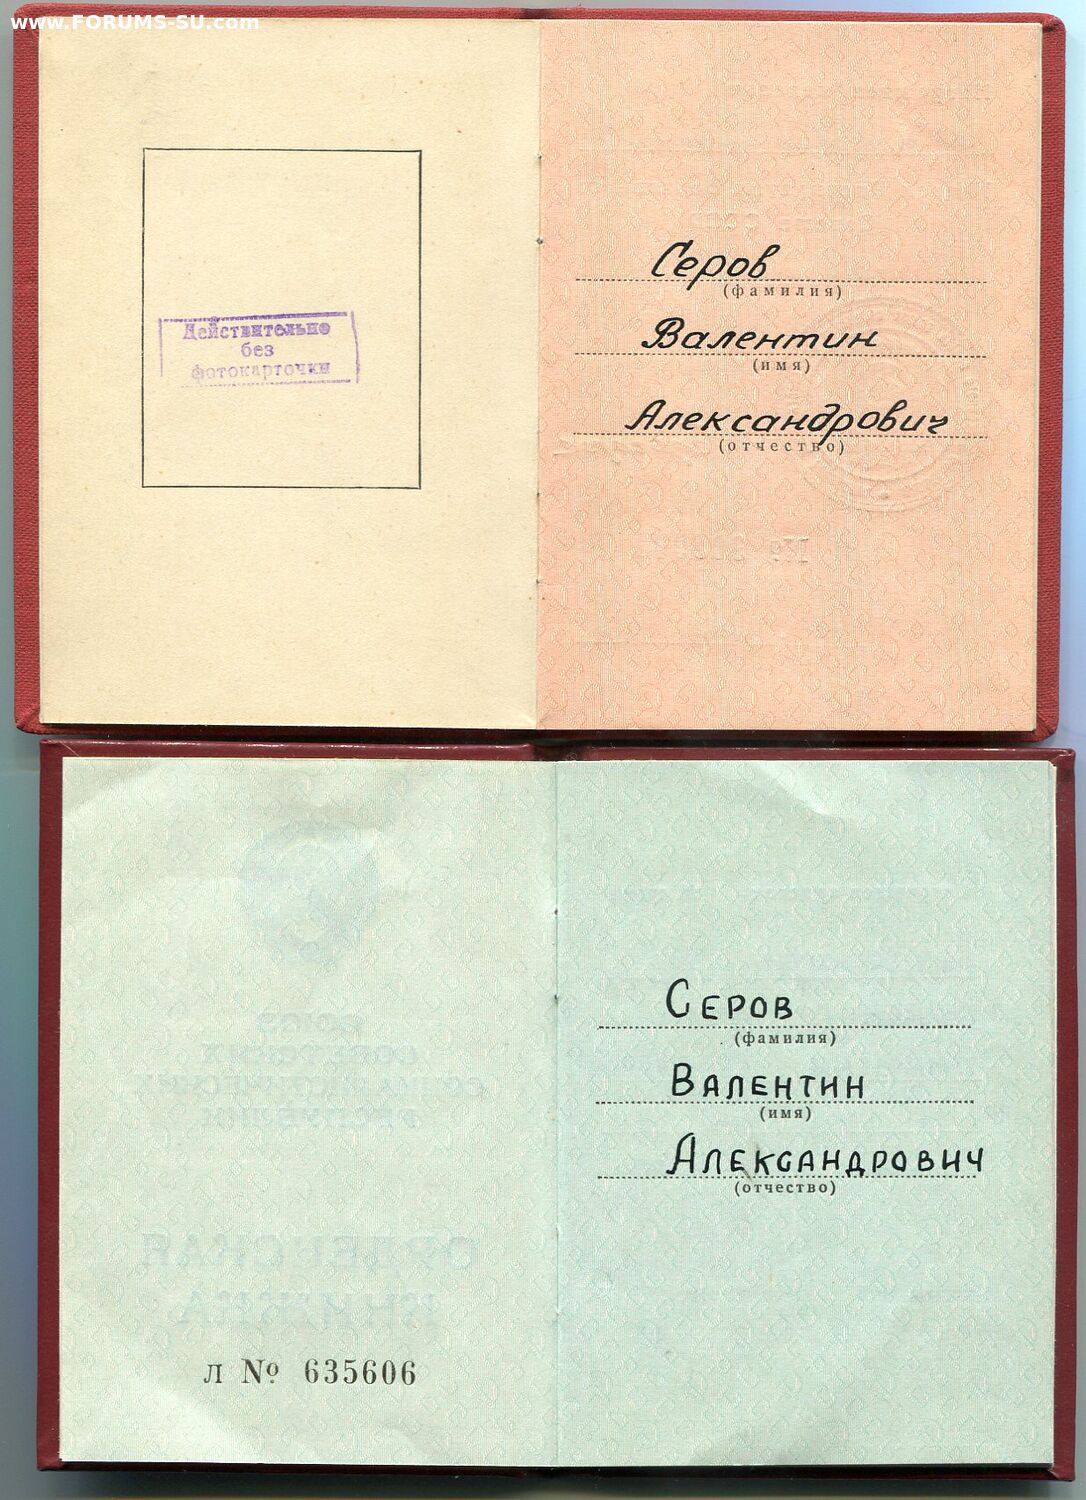 www.FORUMS-SU.com
Действительно
без
фотокарточки
Серов
(фамилия)
Валентин
(имя)
Александрович
(отчество)
Л № 635606
Серов
(фамилия)
Валентин
(имя)
Александрович
(отчество)